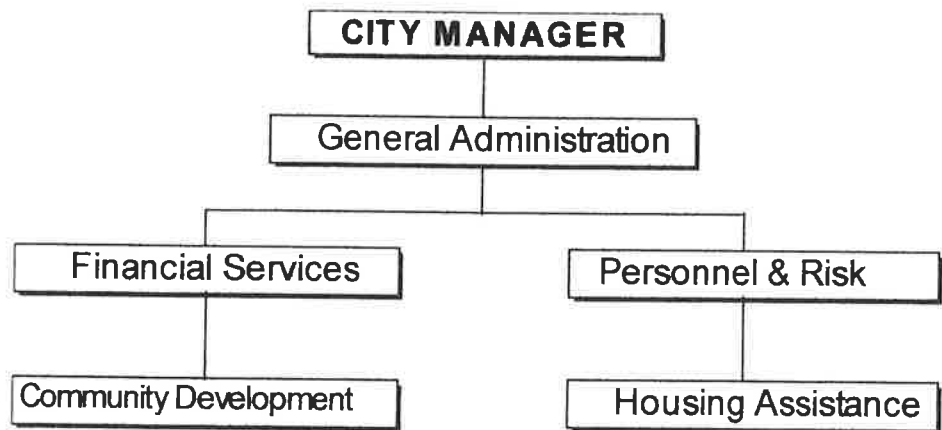 CITY MANAGER
General Administration
Financial Services
Personnel & Risk
Community Development
Housing Assistance